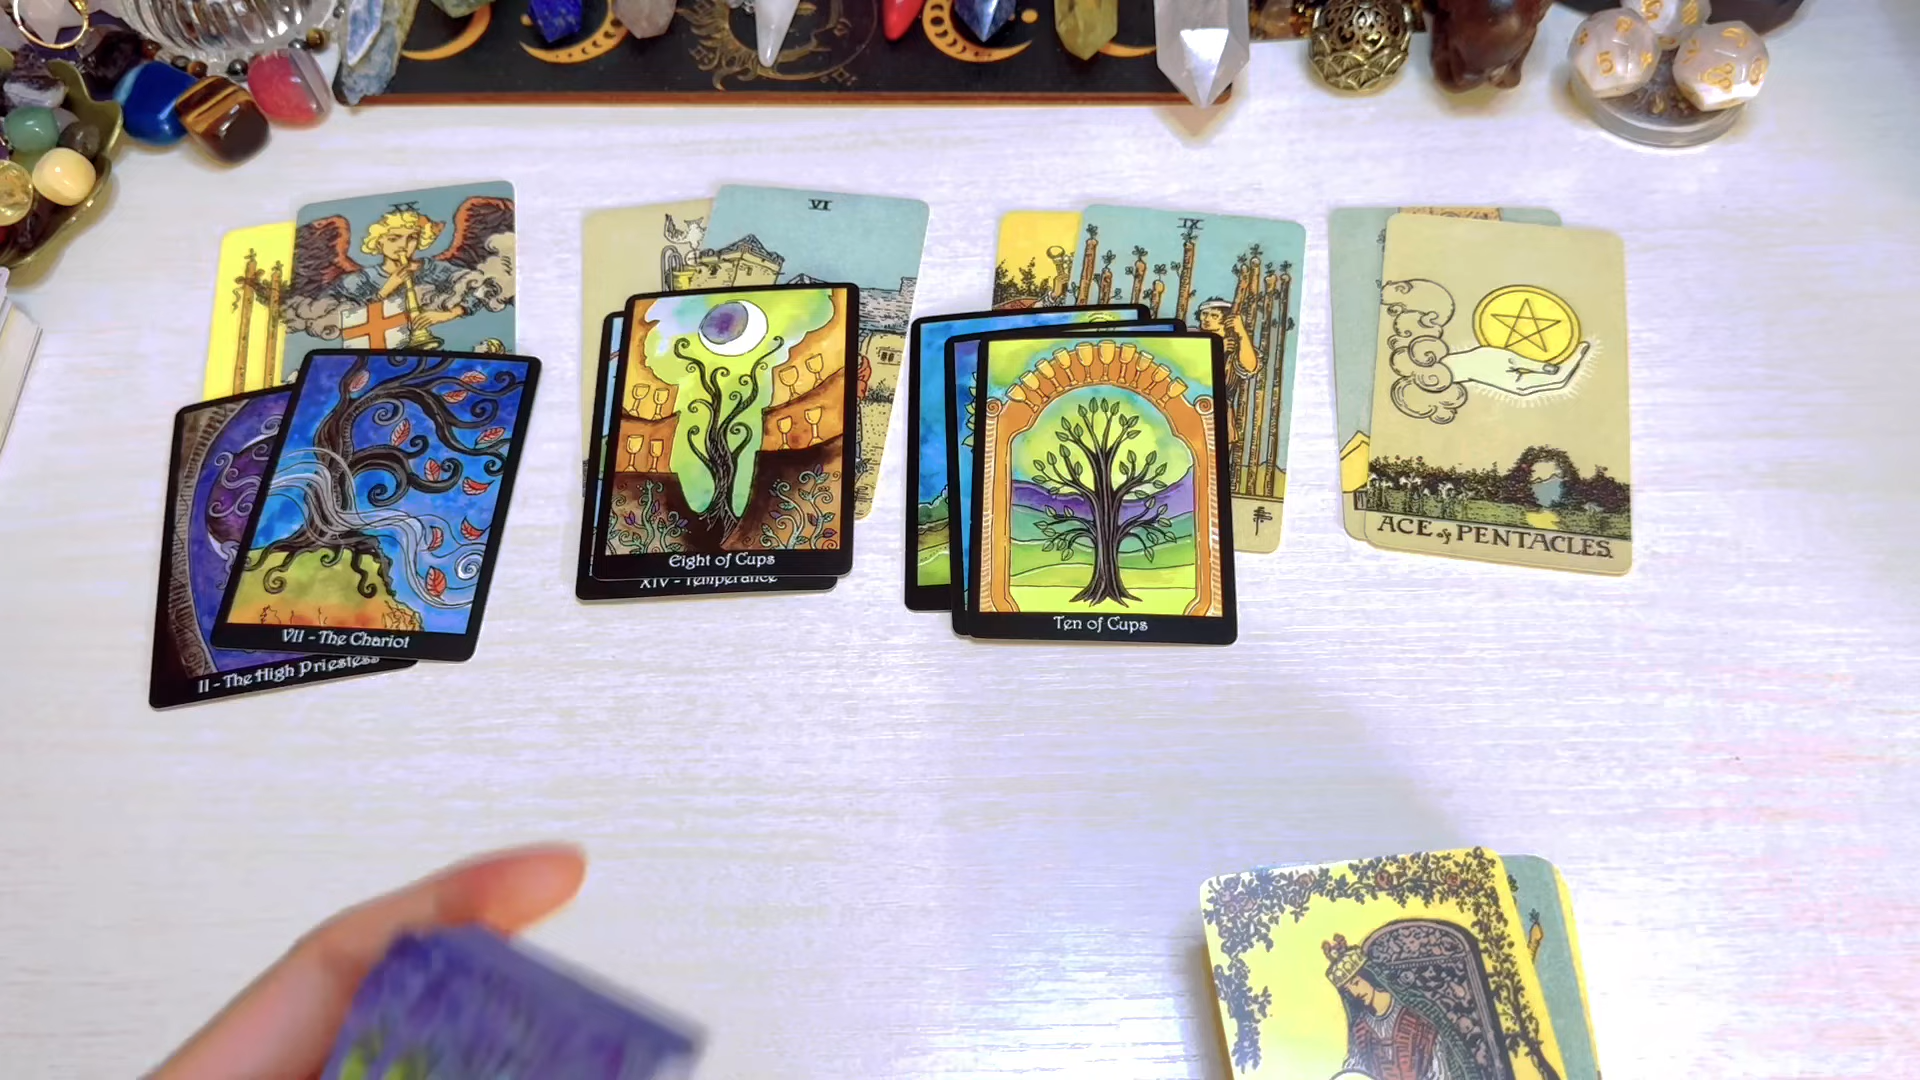 XX
VI
IX
5
VII - The Chariot
II - The High Priestess
Eight of Cups
XIV - Temperance
Ten of Cups
ACE of PENTACLES.